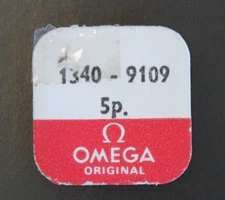 1340 - 9109
5p.
Ω
OMEGA
ORIGINAL